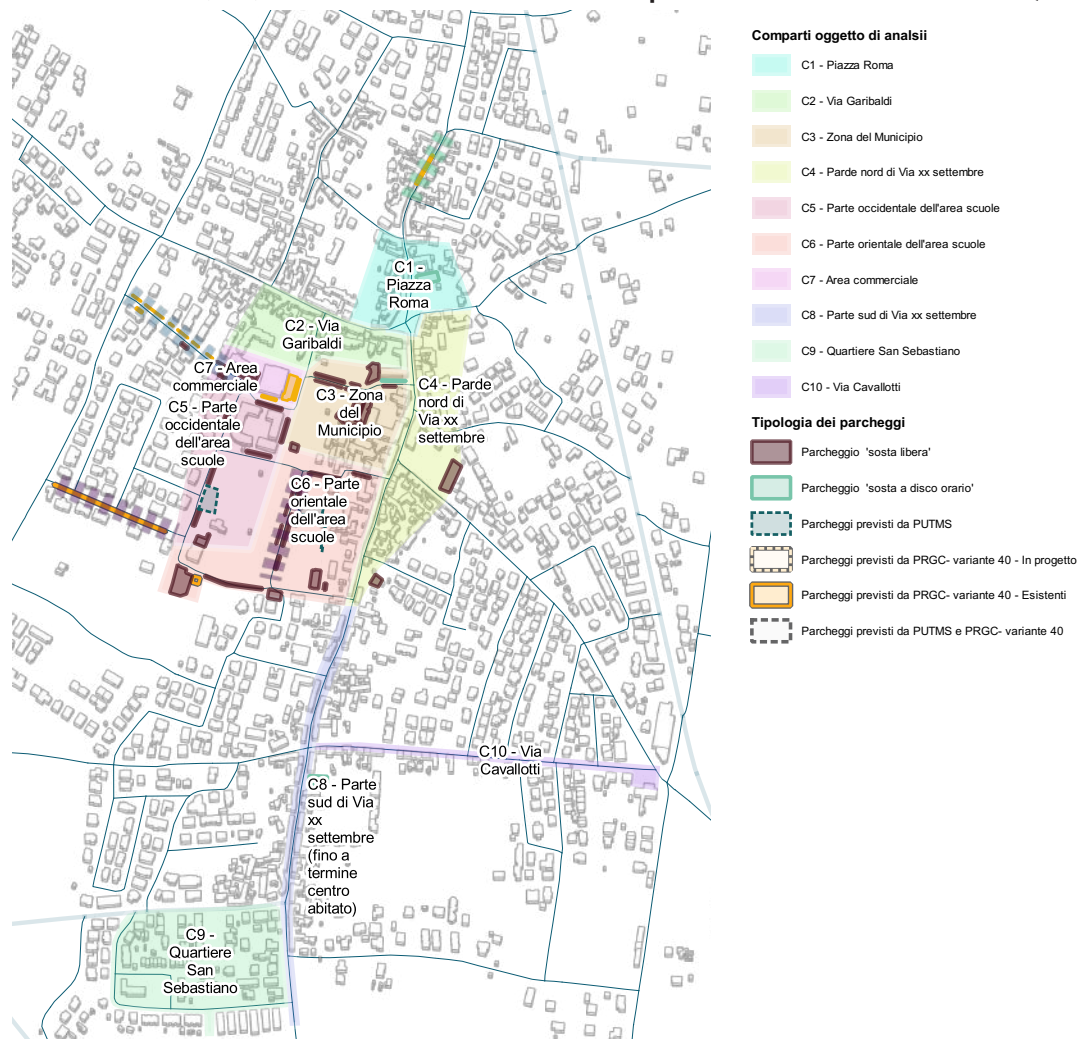 Comparti oggetto di analsii
C1 - Piazza Roma
C2 - Via Garibaldi
C3 - Zona del Municipio
C4 - Parde nord di Via xx settembre
C5 - Parte occidentale dell'area scuole
C6 - Parte orientale dell'area scuole
C7 - Area commerciale
C8 - Parte sud di Via xx settembre
C9 - Quartiere San Sebastiano
C10 - Via Cavallotti
Tipologia dei parcheggi
Parcheggio 'sosta libera'
Parcheggio 'sosta a disco orario'
Parcheggi previsti da PUTMS
Parcheggi previsti da PRGC- variante 40 - In progetto
Parcheggi previsti da PRGC- variante 40 - Esistenti
Parcheggi previsti da PUTMS e PRGC- variante 40
C1 -
Piazza
Roma
C2 - Via
Garibaldi
C7 - Area
commerciale
C3 - Zona
del
Municipio
C4 - Parde
nord di
Via xx
settembre
C5 - Parte
occidentale
dell'area
scuole
C6 - Parte
orientale
dell'area
scuole
C10 - Via
Cavallotti
C8 - Parte
sud di Via
xx
settembre
(fino a
termine
centro
abitato)
C9 -
Quartiere
San
Sebastiano